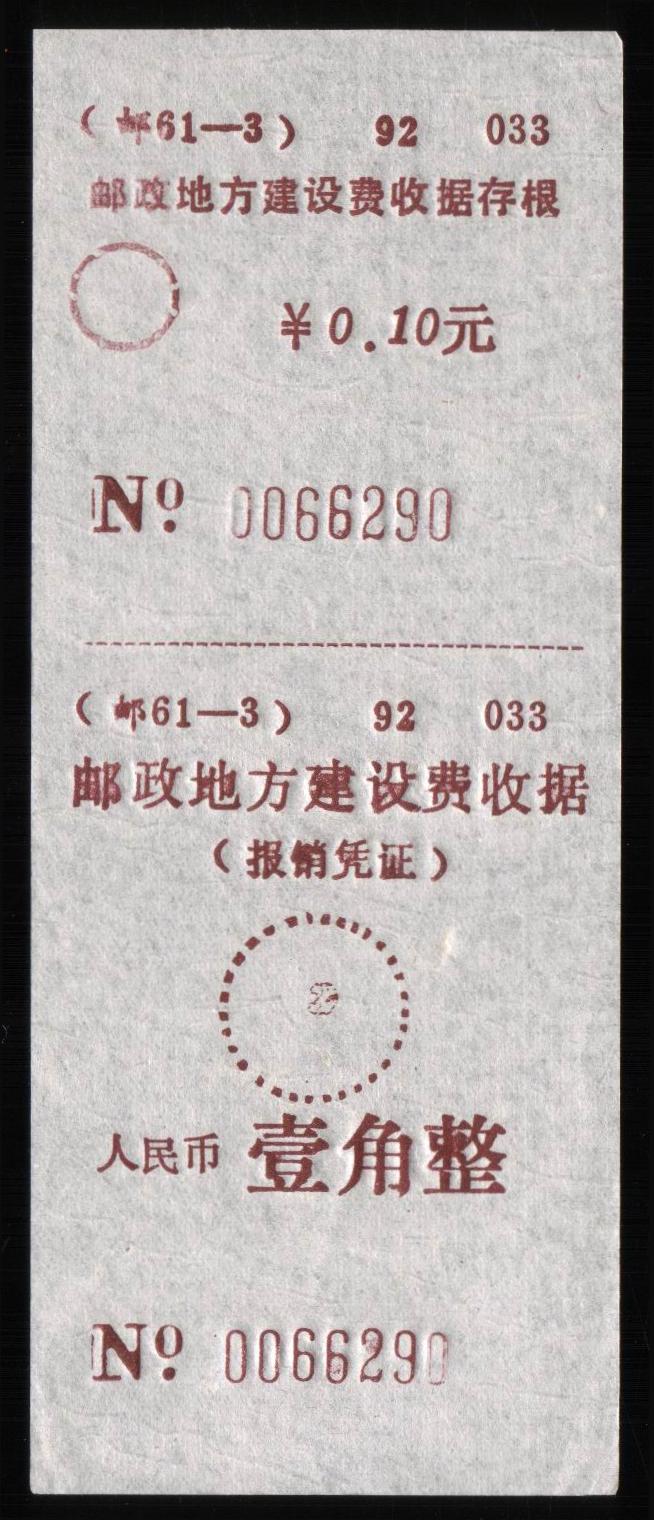 （邮61—3） 92 033
邮政地方建设费收据存根
￥0.10元
Nº 0066290
（邮61—3） 92 033
邮政地方建设费收据
（报销凭证）
人民币 壹角整
Nº 0066290